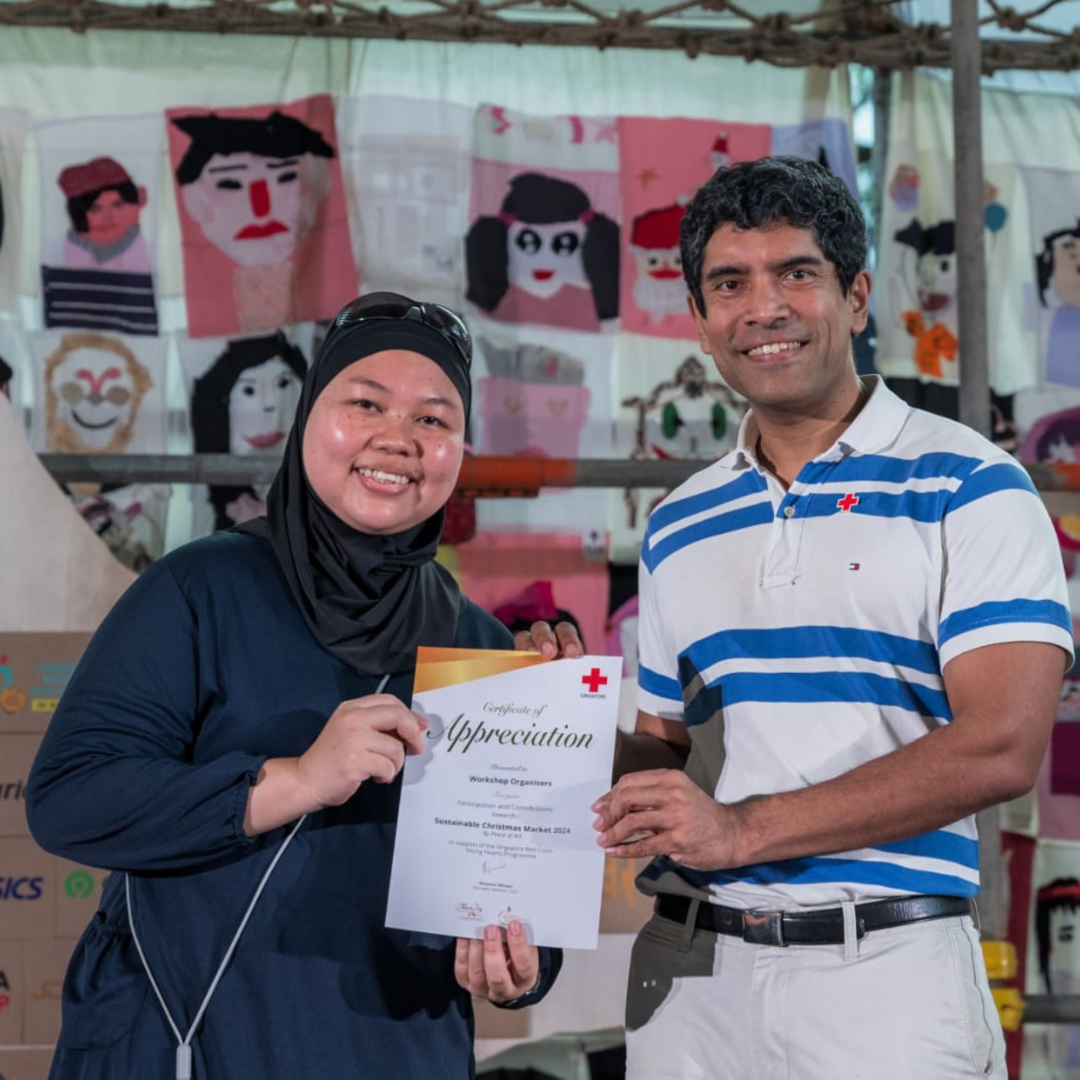 SINGAPORE
Certificate of
Appreciation
Presented to
Workshop Organisers
For your
Participation and Contributions
Towards
Sustainable Christmas Market 2024
By Peace of Art
In support of the Singapore Red Cross
Young Hearts Programme
SICS